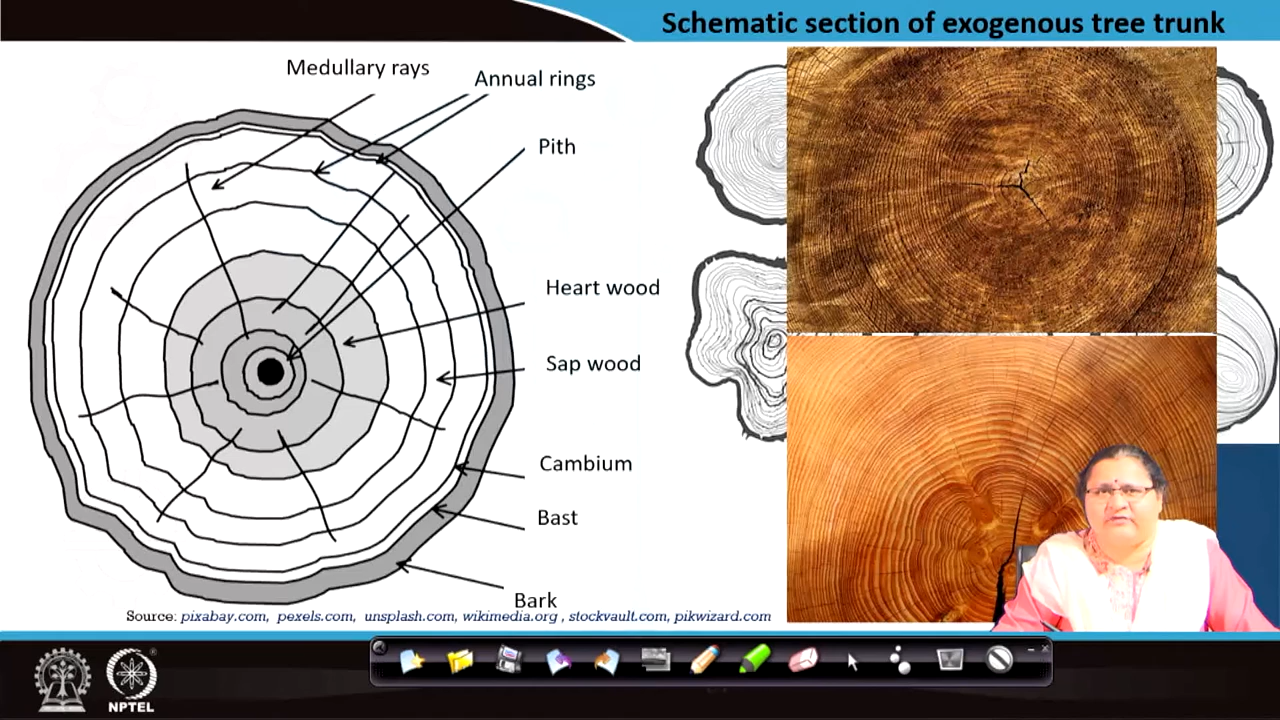 Schematic section of exogenous tree trunk
Medullary rays
Annual rings
Pith
Heart wood
Sap wood
Cambium
Bast
Bark
Source: pixabay.com, pexels.com, unsplash.com, wikimedia.org , stockvault.com, pikwizard.com
NPTEL